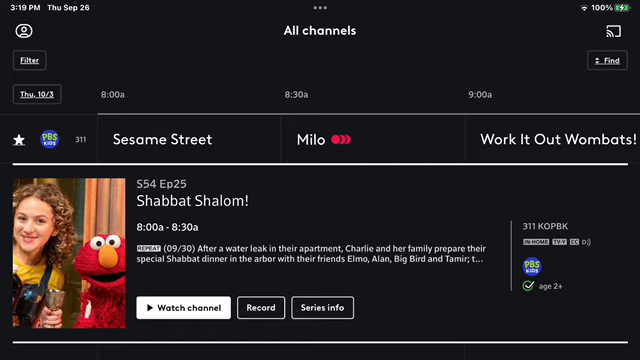 3:19 PM Thu Sep 26
100%
All channels
Filter
Find
Thu, 10/3
8:00a
8:30a
9:00a
PBS KIDS
311
Sesame Street
Milo
Work It Out Wombats!
S54 Ep25
Shabbat Shalom!
8:00a - 8:30a
REPEAT (09/30) After a water leak in their apartment, Charlie and her family prepare their
special Shabbat dinner in the arbor with their friends Elmo, Alan, Big Bird and Tamir; t...
Watch channel
Record
Series info
311 KOPBK
IN-HOME TV-Y CC D))
PBS KIDS
age 2+